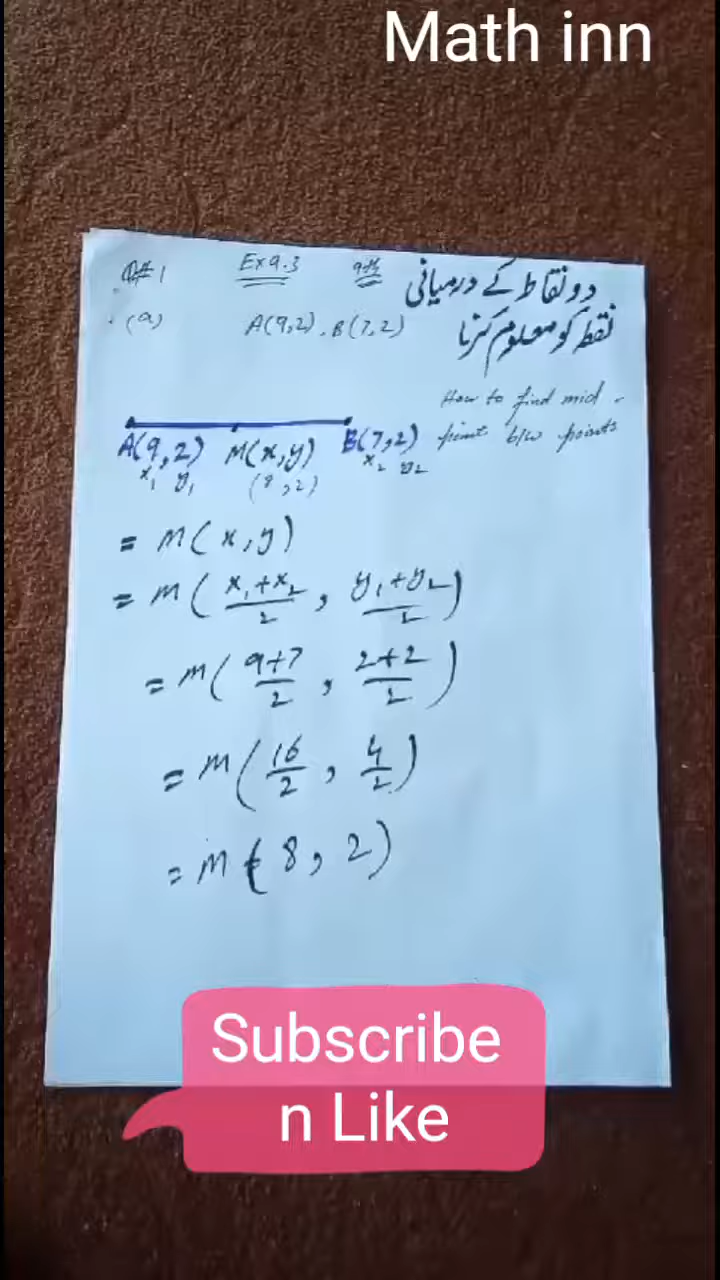 Math inn
Q#1 Ex 9.3 9th دو نقاط کے درمیانی
(a) A(9,2), B(7,2) نقطہ کو معلوم کرنا
How to find mid
point b/w points
A(9,2) M(x,y) B(7,2)
x₁ y₁ (8,2) x₂ y₂
= M(x,y)
= M( (x₁+x₂)/2 , (y₁+y₂)/2 )
= M( (9+7)/2 , (2+2)/2 )
= M( 16/2 , 4/2 )
= M(8,2)
Subscribe
n Like